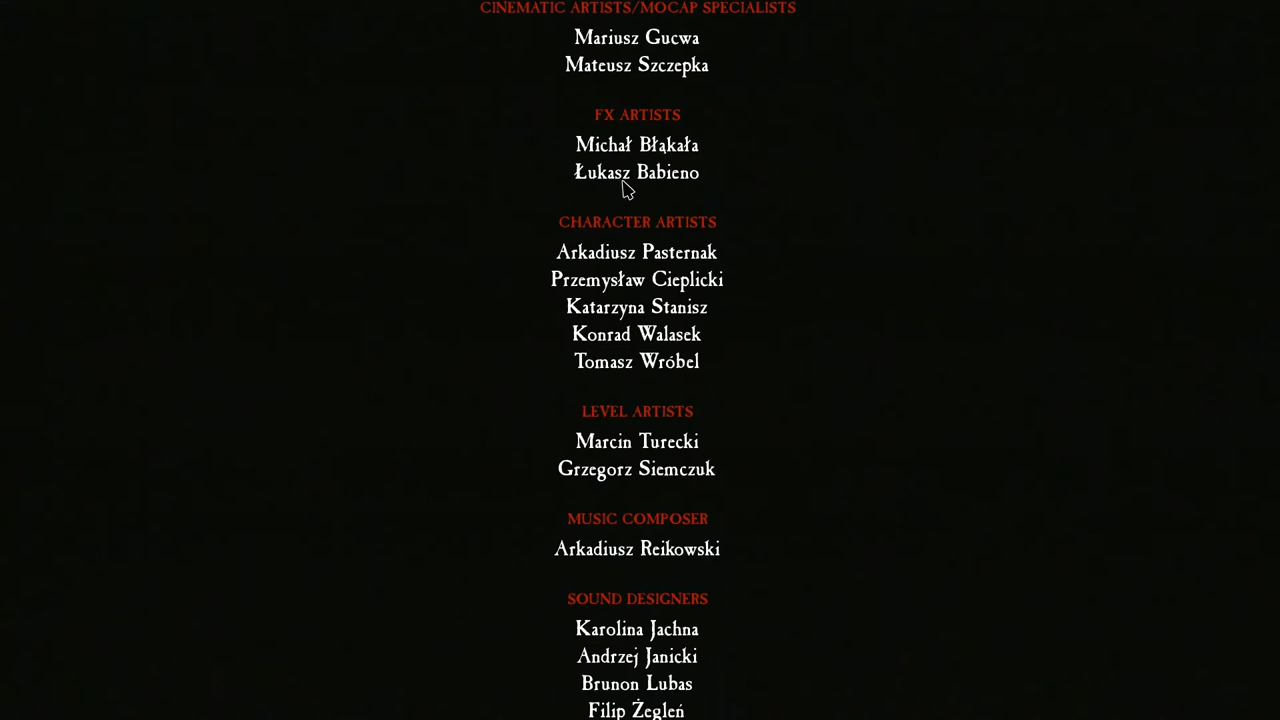 CINEMATIC ARTISTS/MOCAP SPECIALISTS
Mariusz Gucwa
Mateusz Szczepka
FX ARTISTS
Michał Błąkała
Łukasz Babieno
CHARACTER ARTISTS
Arkadiusz Pasternak
Przemysław Cieplicki
Katarzyna Stanisz
Konrad Walasek
Tomasz Wróbel
LEVEL ARTISTS
Marcin Turecki
Grzegorz Siemczuk
MUSIC COMPOSER
Arkadiusz Reikowski
SOUND DESIGNERS
Karolina Jachna
Andrzej Janicki
Brunon Lubas
Filip Żegleń